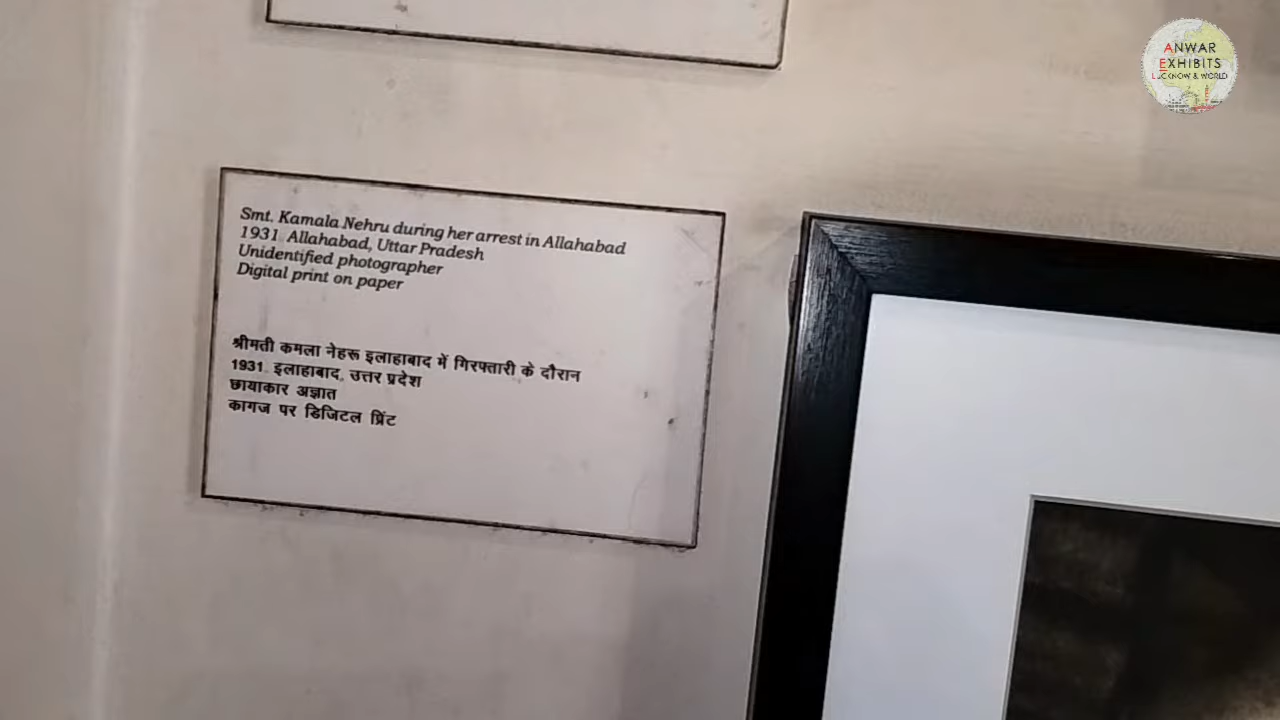 ANWAR
EXHIBITS
LUCKNOW & WORLD
Smt. Kamala Nehru during her arrest in Allahabad
1931 Allahabad, Uttar Pradesh
Unidentified photographer
Digital print on paper
श्रीमती कमला नेहरू इलाहाबाद में गिरफ्तारी के दौरान
1931 इलाहाबाद, उत्तर प्रदेश
छायाकार अज्ञात
कागज पर डिजिटल प्रिंट